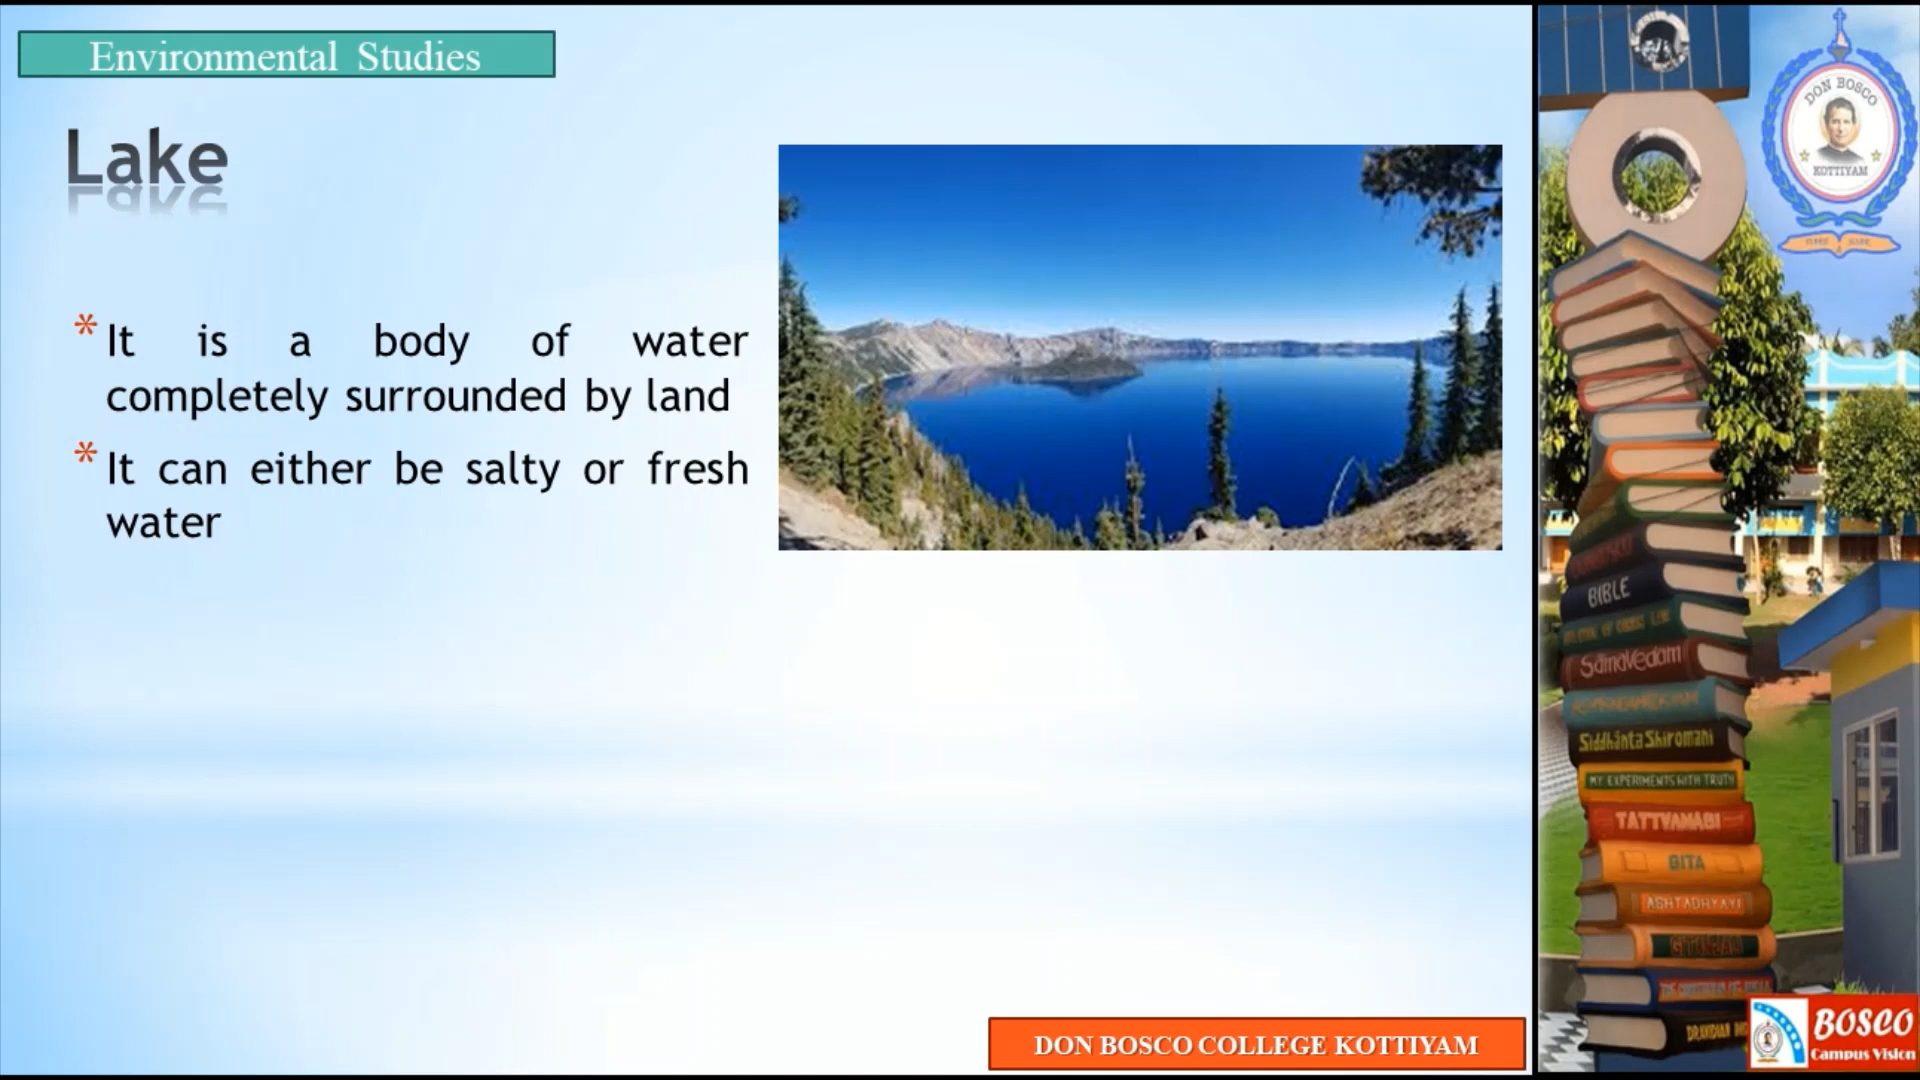 Environmental Studies
Lake
* It is a body of water
completely surrounded by land
* It can either be salty or fresh
water
DON BOSCO COLLEGE KOTTIYAM
DON BOSCO
KOTTIYAM
BIBLE
SamaVedam
Siddhānta Shiromani
MY EXPERIMENTS WITH TRUTH
TATTVAMASI
GITA
ASHTADHYAYI
BOSCO
Campus Vision